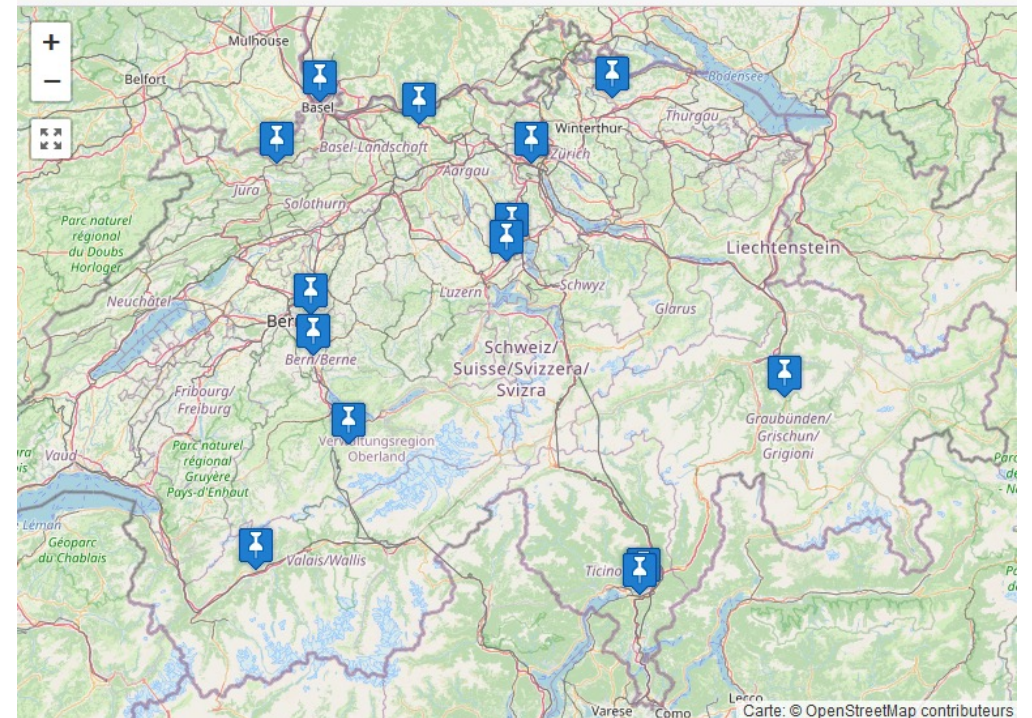 +
−
Mulhouse
Belfort
Bodensee
Basel
Thurgau
Winterthur
Basel-Landschaft
Zürich
Aargau
Jura
Solothurn
Parc naturel
régional
du Doubs
Horloger
Liechtenstein
Neuchâtel
Luzern
Schwyz
Glarus
Ber
Bern/Berne
Schweiz/
Suisse/Svizzera/
Svizra
Fribourg/
Freiburg
Graubünden/
Grischun/
Grigioni
Verwaltungsregion
Oberland
Vaud
Parc naturel
régional
Gruyère
Pays-d'Enhaut
Léman
Géoparc
du Chablais
Valais/Wallis
Ticino
Varese
Como
Lecco
Carte: © OpenStreetMap contributeurs